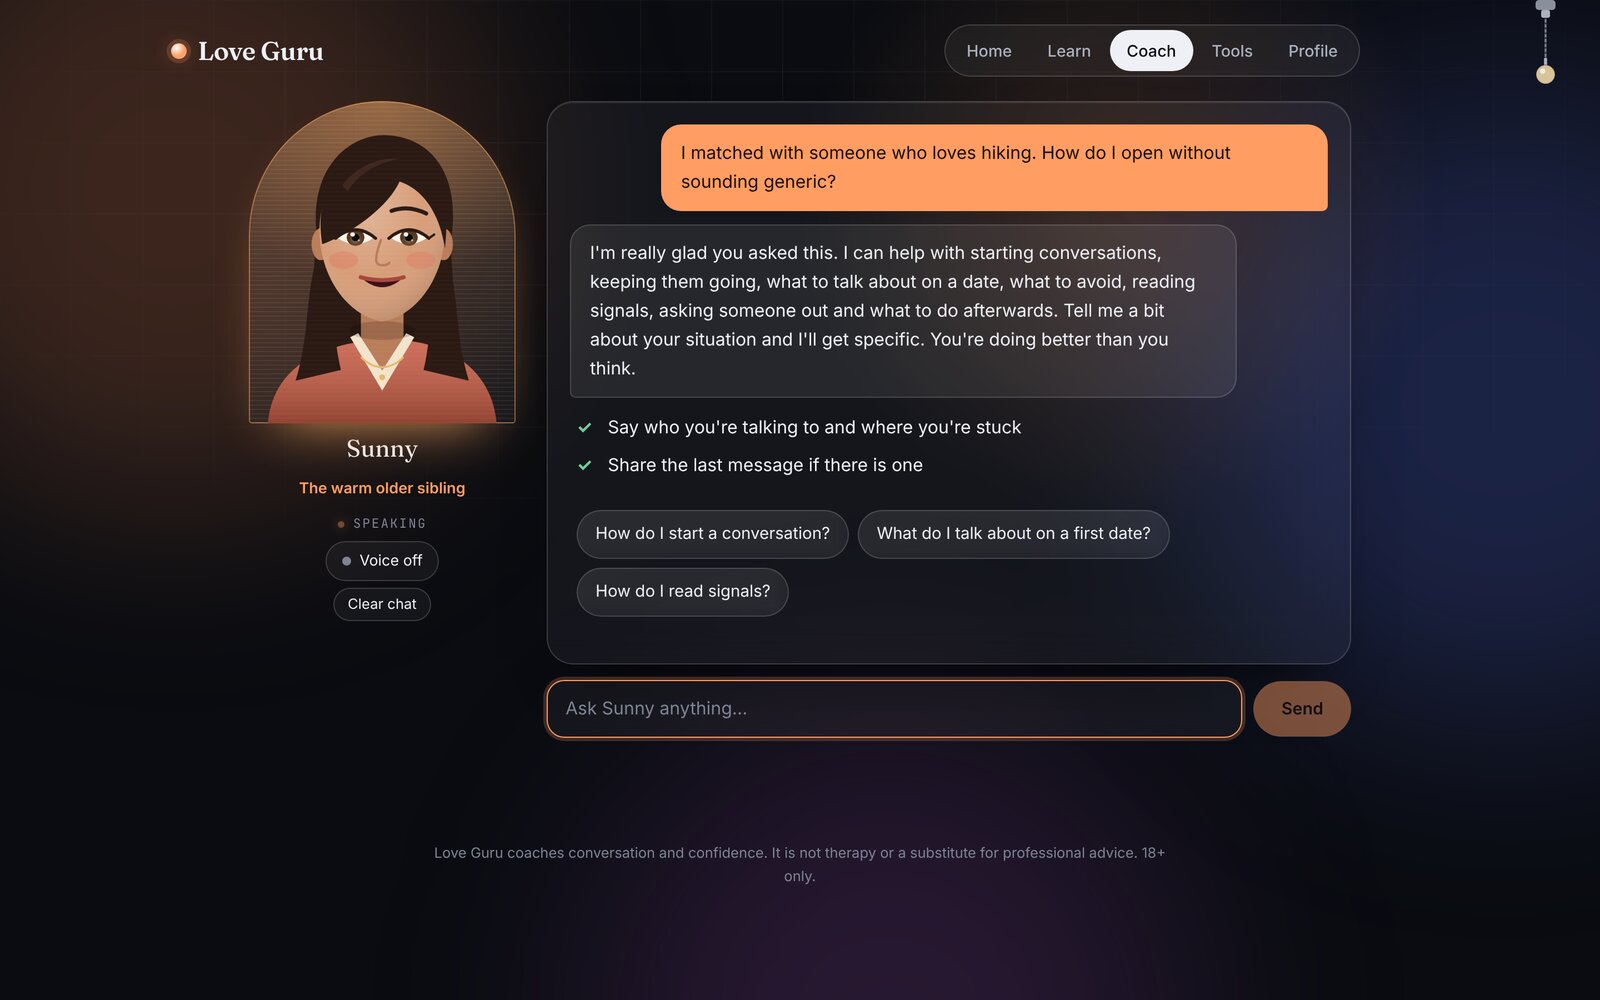 Love Guru
Home Learn Coach Tools Profile
I matched with someone who loves hiking. How do I open without
sounding generic?
I'm really glad you asked this. I can help with starting conversations,
keeping them going, what to talk about on a date, what to avoid, reading
signals, asking someone out and what to do afterwards. Tell me a bit
about your situation and I'll get specific. You're doing better than you
think.
Say who you're talking to and where you're stuck
Share the last message if there is one
How do I start a conversation? What do I talk about on a first date?
How do I read signals?
Sunny
The warm older sibling
SPEAKING
Voice off
Clear chat
Ask Sunny anything...
Send
Love Guru coaches conversation and confidence. It is not therapy or a substitute for professional advice. 18+
only.